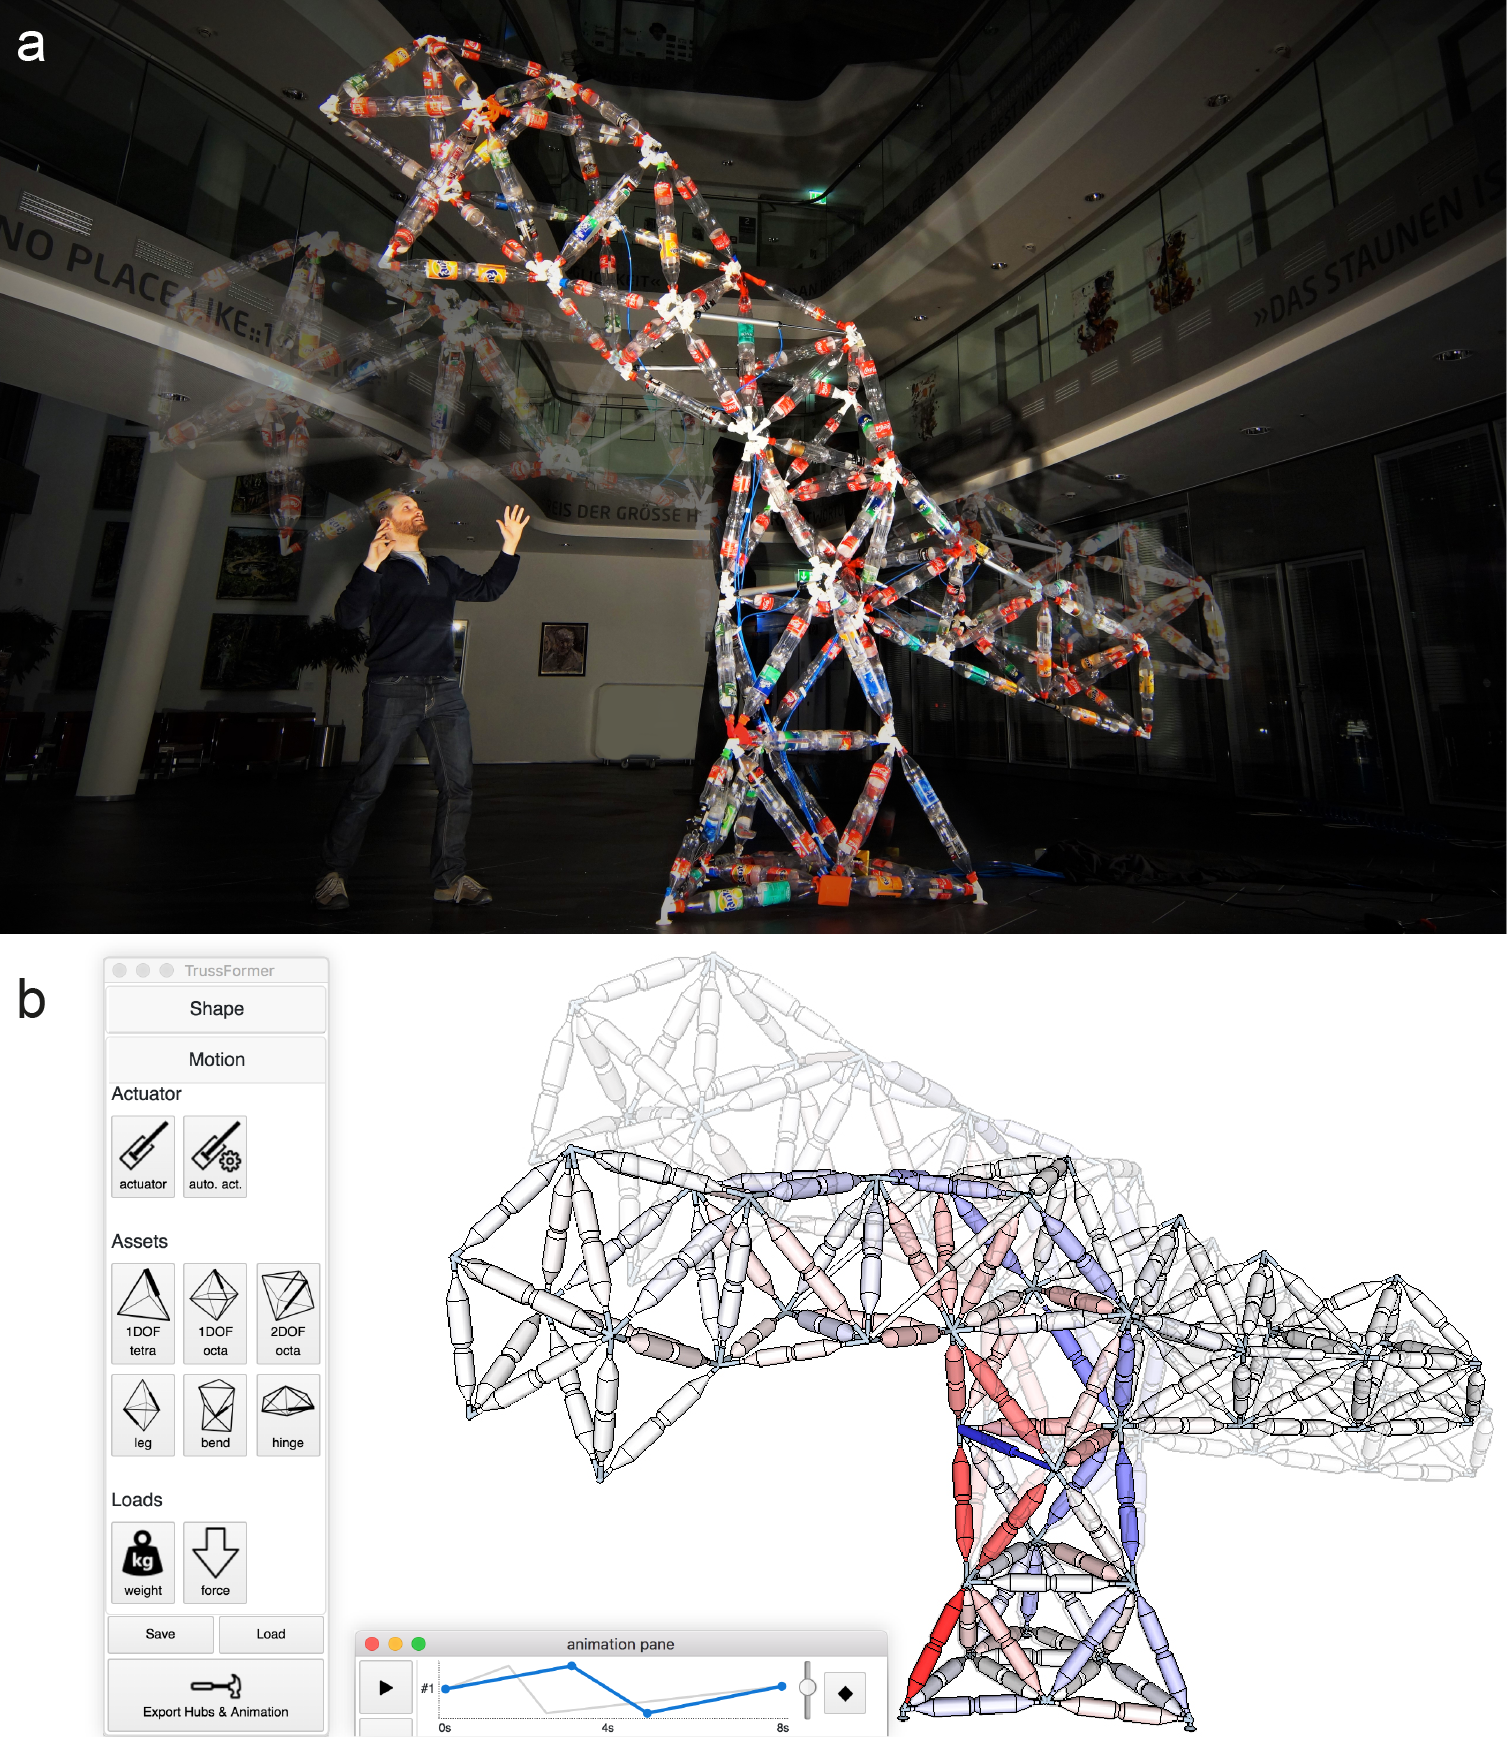 a
NO PLACE LIKE::1
»DAS STAUNEN IS
EIS DER GRÖSSE H
b
TrussFormer
Shape
Motion
Actuator
actuator
auto. act.
Assets
1DOF
tetra
1DOF
octa
2DOF
octa
leg
bend
hinge
Loads
kg
weight
force
Save
Load
Export Hubs & Animation
animation pane
#1
0s
4s
8s